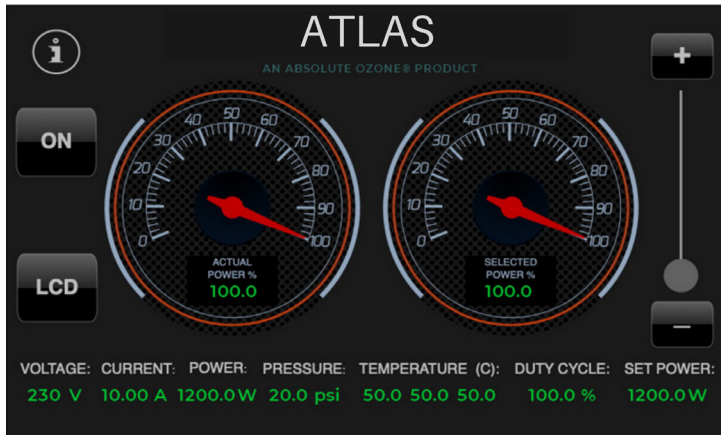 ATLAS
AN ABSOLUTE OZONE® PRODUCT
i
+
ON
0 10 20 30 40 50 60 70 80 90 100
ACTUAL
POWER %
100.0
0 10 20 30 40 50 60 70 80 90 100
SELECTED
POWER %
100.0
LCD
−
VOLTAGE: CURRENT: POWER: PRESSURE: TEMPERATURE (C): DUTY CYCLE: SET POWER:
230 V 10.00 A 1200.0W 20.0 psi 50.0 50.0 50.0 100.0 % 1200.0W